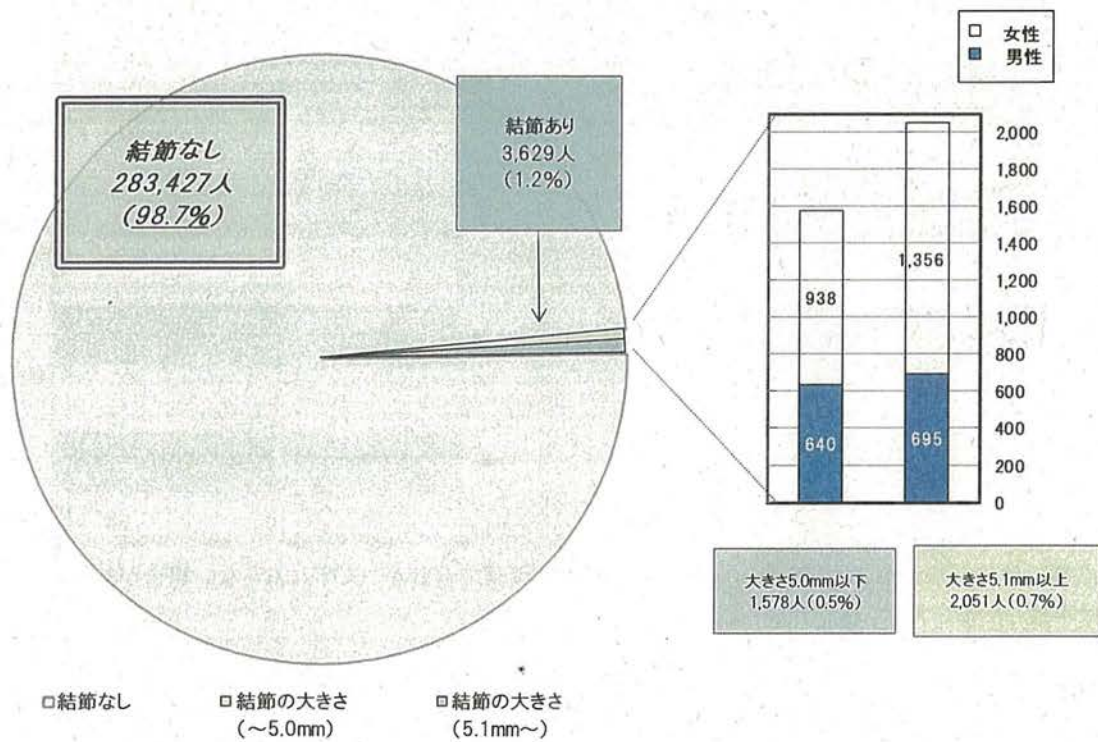 □ 女性
■ 男性
結節なし
283,427人
(98.7%)
結節あり
3,629人
(1.2%)
2,000
1,800
1,600
1,400
1,200
1,000
800
600
400
200
0
938
1,356
640
695
大きさ5.0mm以下
1,578人(0.5%)
大きさ5.1mm以上
2,051人(0.7%)
□結節なし
□結節の大きさ
(～5.0mm)
□結節の大きさ
(5.1mm～)